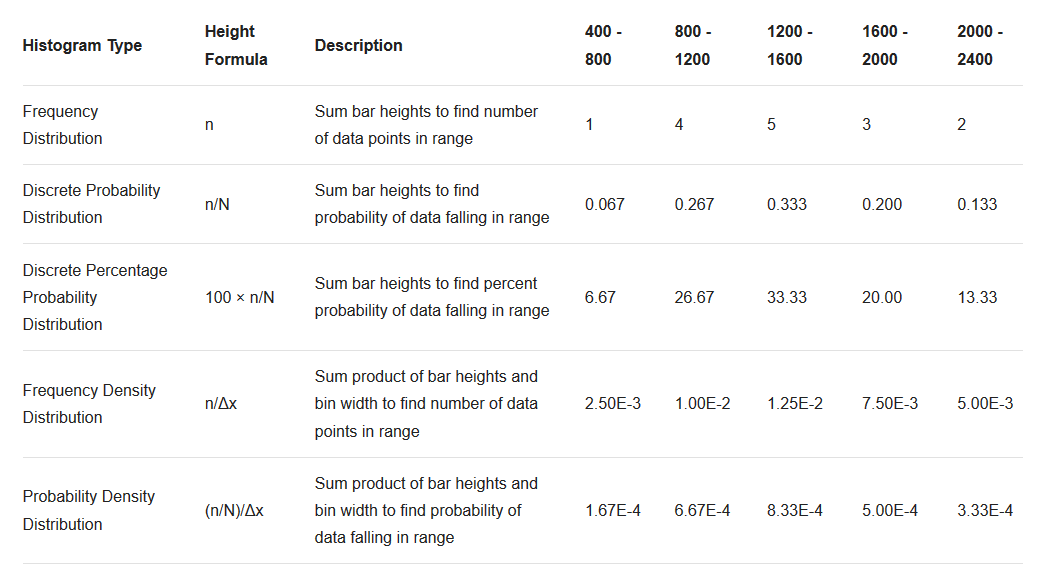 Histogram Type Height Formula Description 400 - 800 800 - 1200 1200 - 1600 1600 - 2000 2000 - 2400
Frequency Distribution n Sum bar heights to find number of data points in range 1 4 5 3 2
Discrete Probability Distribution n/N Sum bar heights to find probability of data falling in range 0.067 0.267 0.333 0.200 0.133
Discrete Percentage Probability Distribution 100 × n/N Sum bar heights to find percent probability of data falling in range 6.67 26.67 33.33 20.00 13.33
Frequency Density Distribution n/Δx Sum product of bar heights and bin width to find number of data points in range 2.50E-3 1.00E-2 1.25E-2 7.50E-3 5.00E-3
Probability Density Distribution (n/N)/Δx Sum product of bar heights and bin width to find probability of data falling in range 1.67E-4 6.67E-4 8.33E-4 5.00E-4 3.33E-4